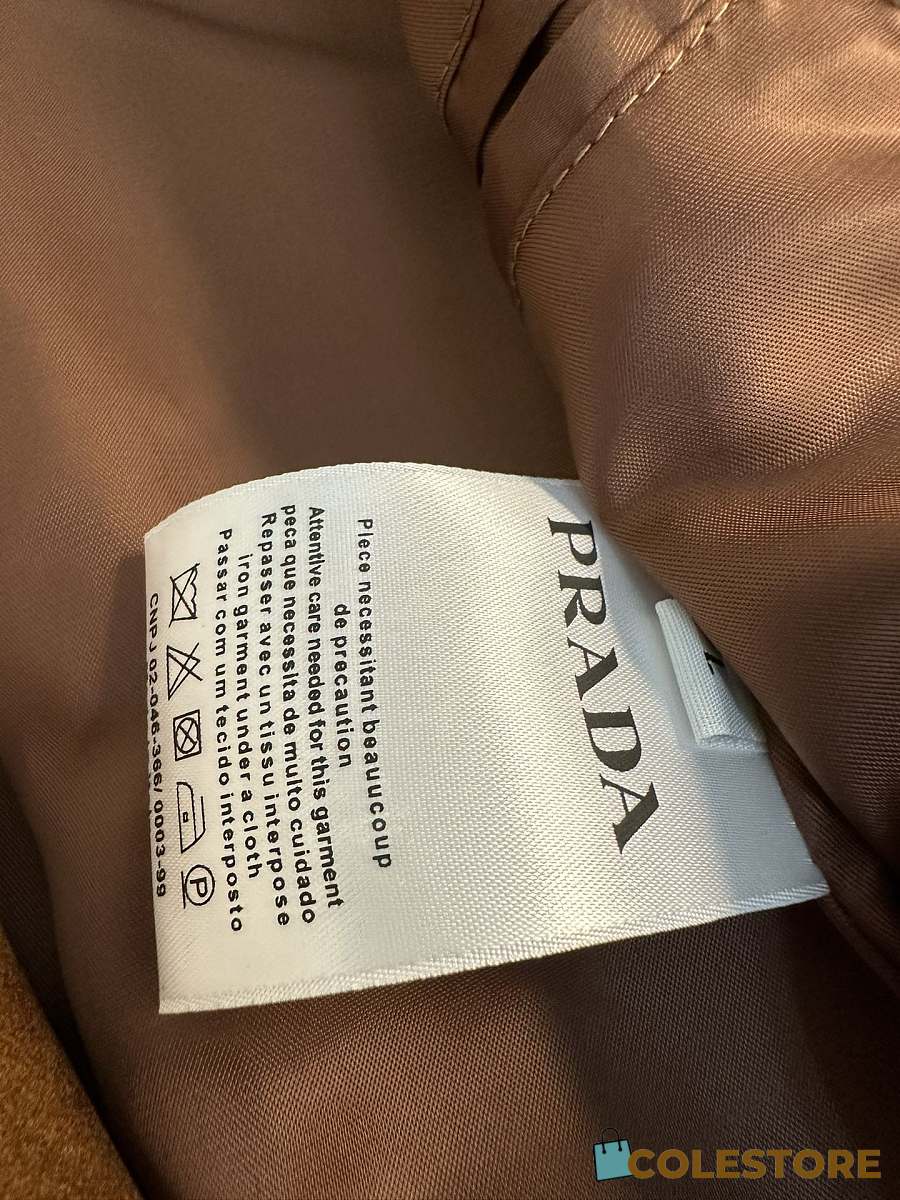 PRADA
Piece necessitant beauucoup
de precaution
Attentive care needed for this garment
peca que necessita de multo cuidado
Repasser avec un tissu interpose
iron garment under a cloth
Passar com um tecido interposto
P
CNPJ 02-046-366/0003-99
COLESTORE